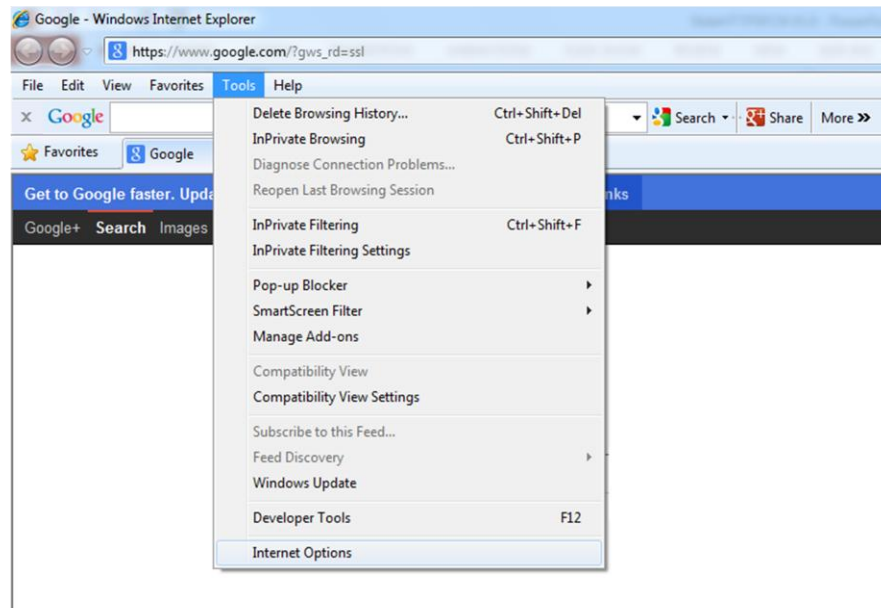 Google - Windows Internet Explorer
8 https://www.google.com/?gws_rd=ssl
File Edit View Favorites Tools Help
x Google Search Share More »
Favorites 8 Google
Get to Google faster. nks
Google+ Search Images
Delete Browsing History... Ctrl+Shift+Del
InPrivate Browsing Ctrl+Shift+P
Diagnose Connection Problems...
Reopen Last Browsing Session
InPrivate Filtering Ctrl+Shift+F
InPrivate Filtering Settings
Pop-up Blocker
SmartScreen Filter
Manage Add-ons
Compatibility View
Compatibility View Settings
Subscribe to this Feed...
Feed Discovery
Windows Update
Developer Tools F12
Internet Options